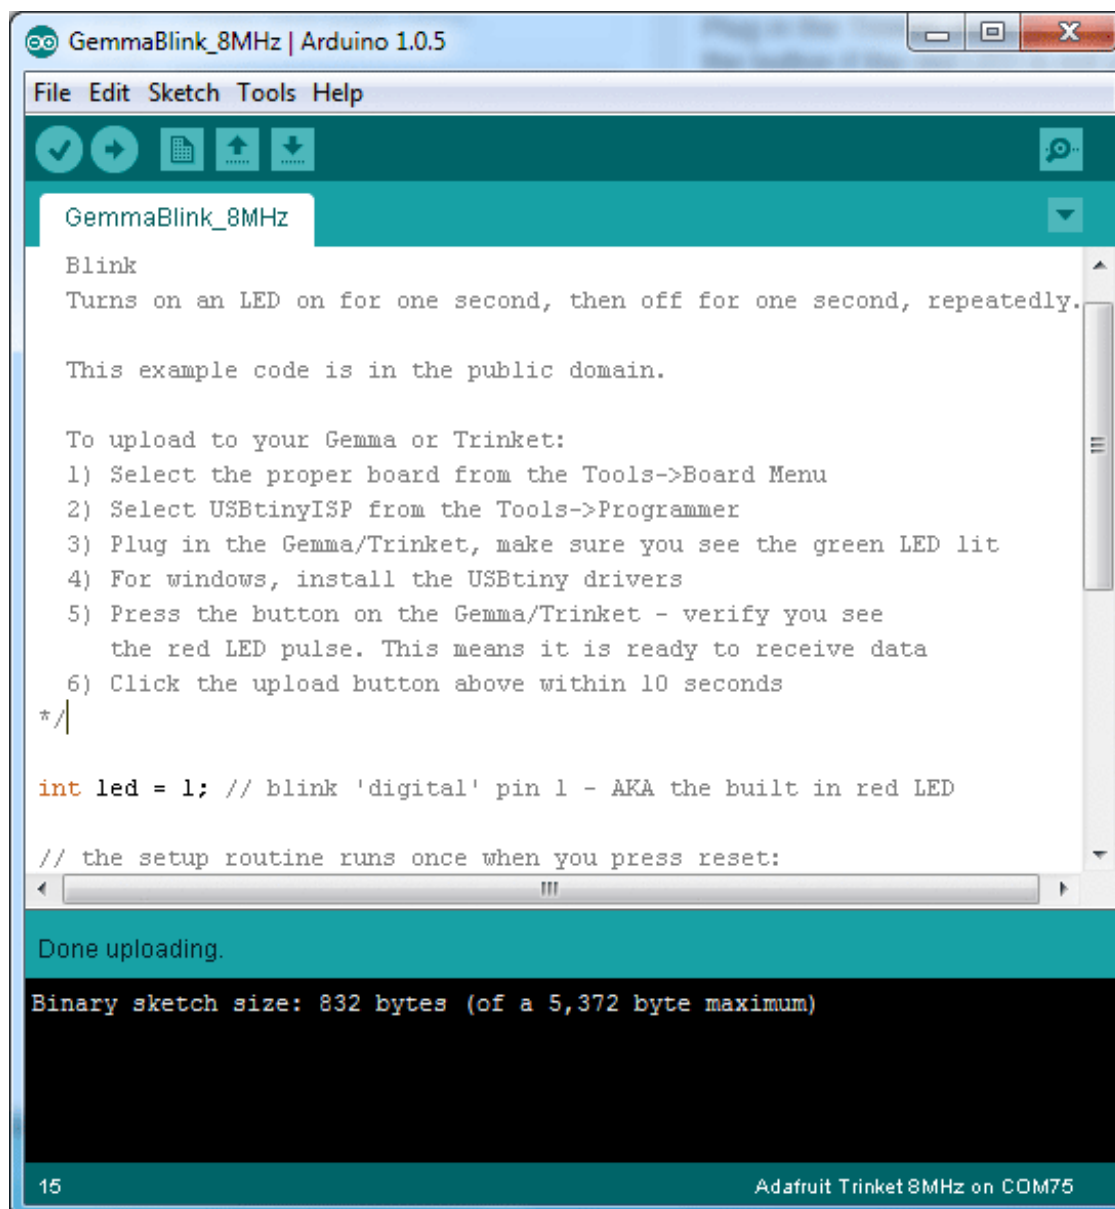 GemmaBlink_8MHz | Arduino 1.0.5
File Edit Sketch Tools Help
GemmaBlink_8MHz
Blink
Turns on an LED on for one second, then off for one second, repeatedly.
This example code is in the public domain.
To upload to your Gemma or Trinket:
1) Select the proper board from the Tools->Board Menu
2) Select USBtinyISP from the Tools->Programmer
3) Plug in the Gemma/Trinket, make sure you see the green LED lit
4) For windows, install the USBtiny drivers
5) Press the button on the Gemma/Trinket - verify you see
the red LED pulse. This means it is ready to receive data
6) Click the upload button above within 10 seconds
*/
int led = 1; // blink 'digital' pin 1 - AKA the built in red LED
// the setup routine runs once when you press reset:
Done uploading.
Binary sketch size: 832 bytes (of a 5,372 byte maximum)
15
Adafruit Trinket 8MHz on COM75